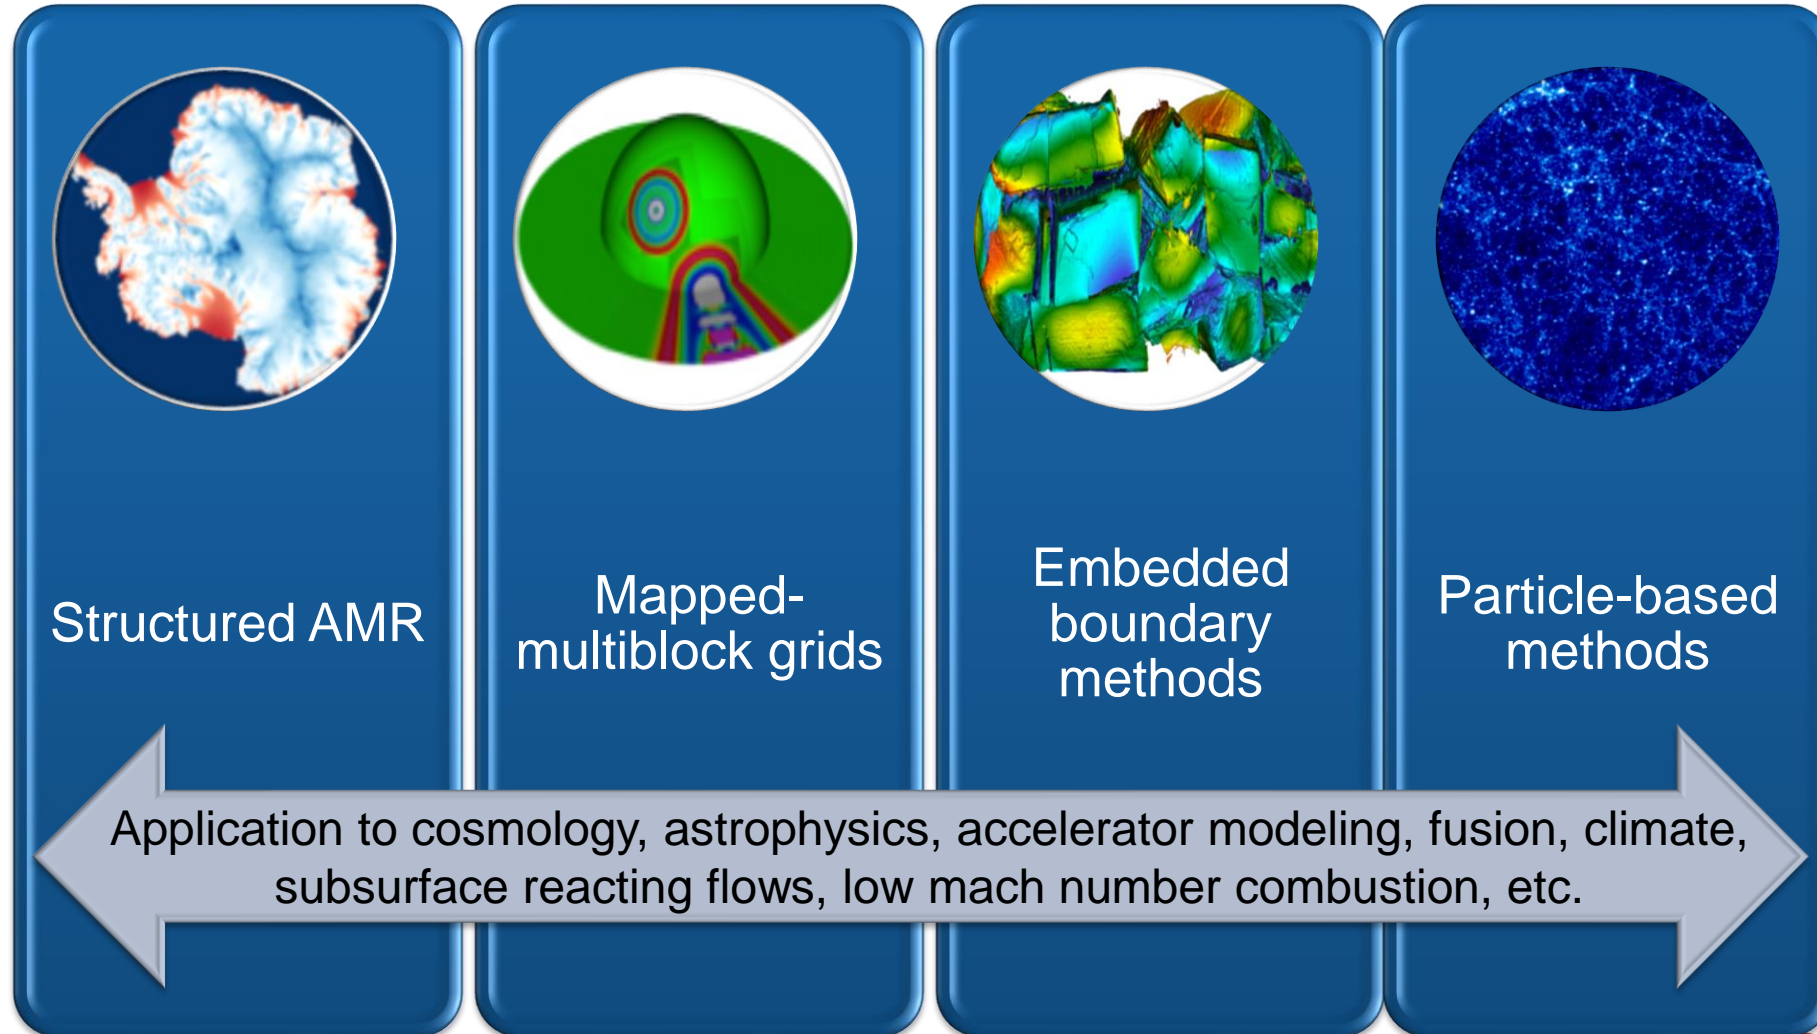 Structured AMR
Mapped-
multiblock grids
Embedded
boundary
methods
Particle-based
methods
Application to cosmology, astrophysics, accelerator modeling, fusion, climate,
subsurface reacting flows, low mach number combustion, etc.